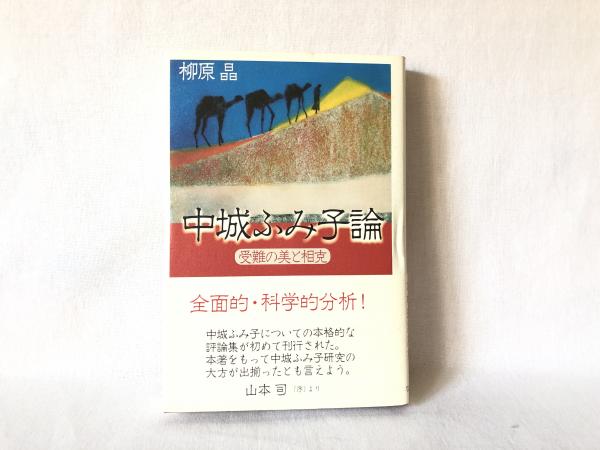 柳原 晶
中城ふみ子論
受難の美と相克
全面的・科学的分析！
中城ふみ子についての本格的な
評論集が初めて刊行された。
本著をもって中城ふみ子研究の
大方が出揃ったとも言えよう。
山本 司 「序」より